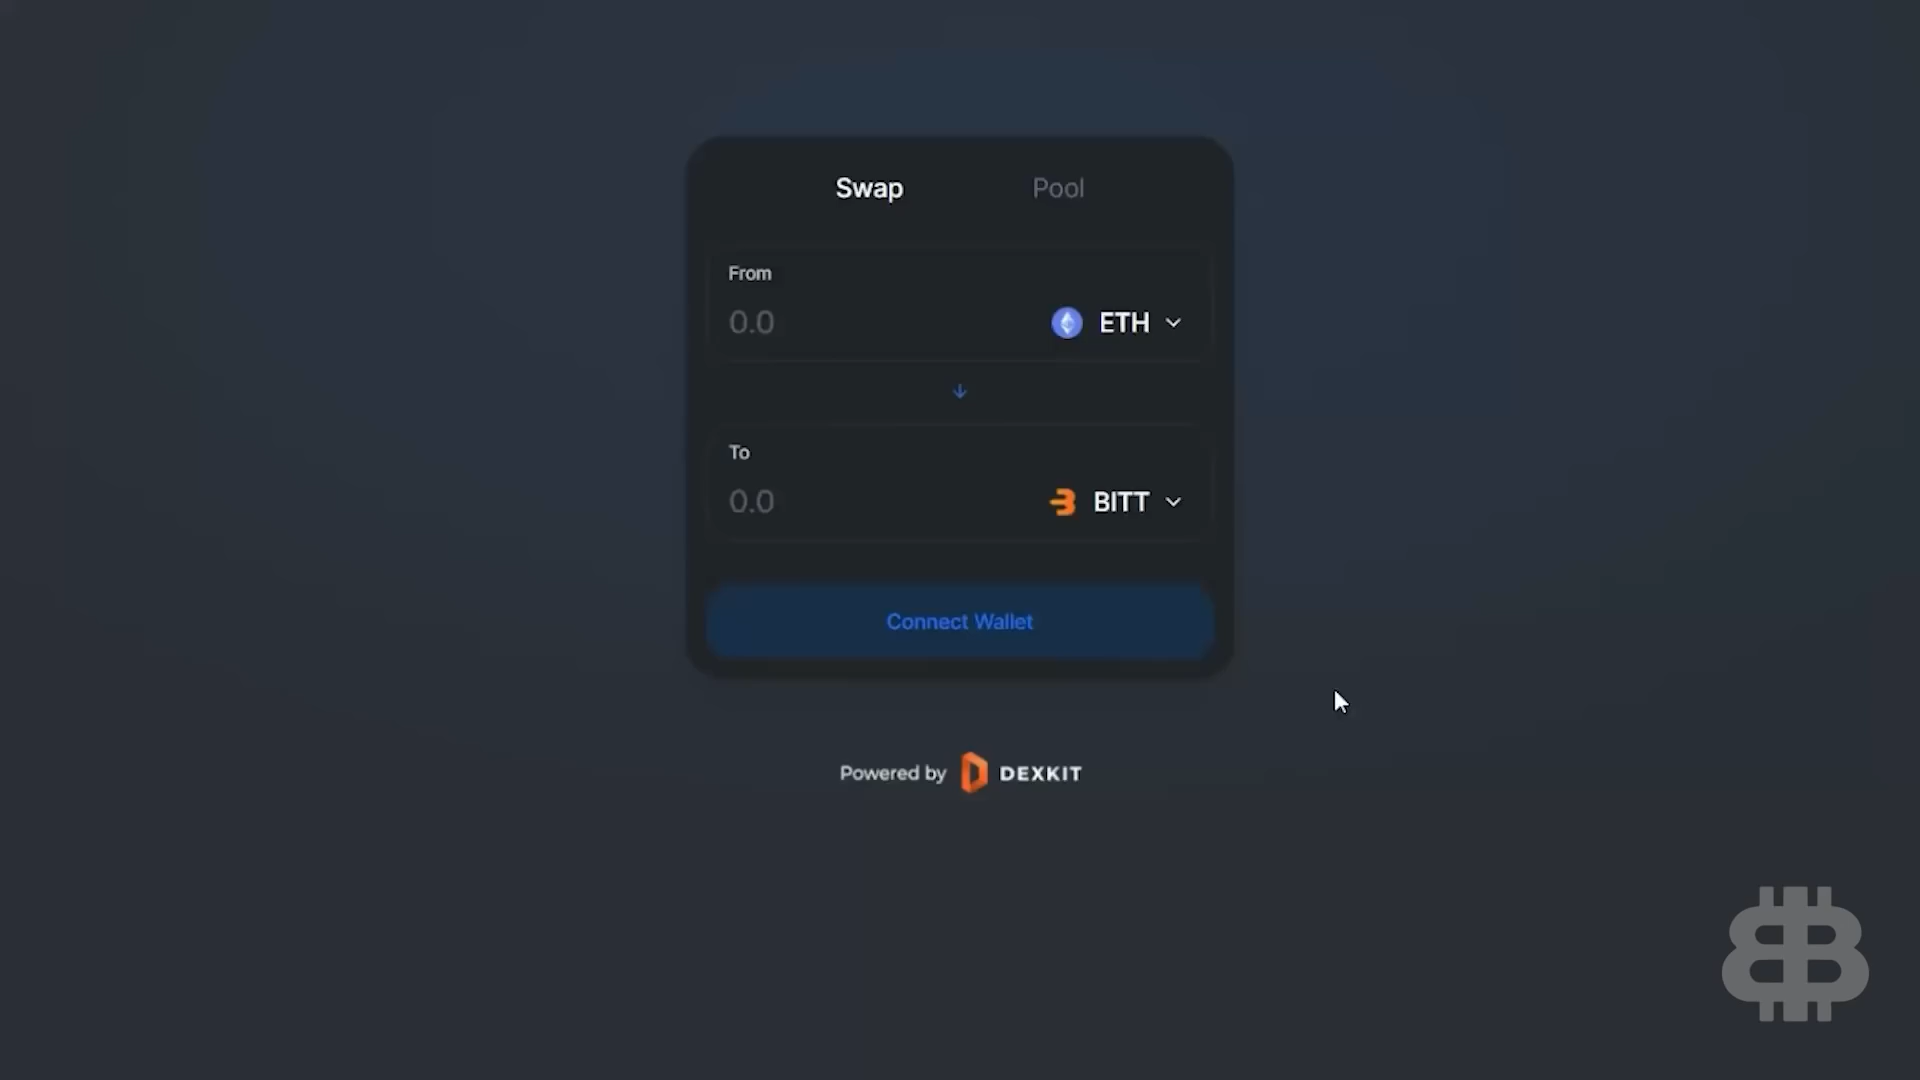 Swap Pool
From
0.0 ETH
To
0.0 BITT
Connect Wallet
Powered by DEXKIT